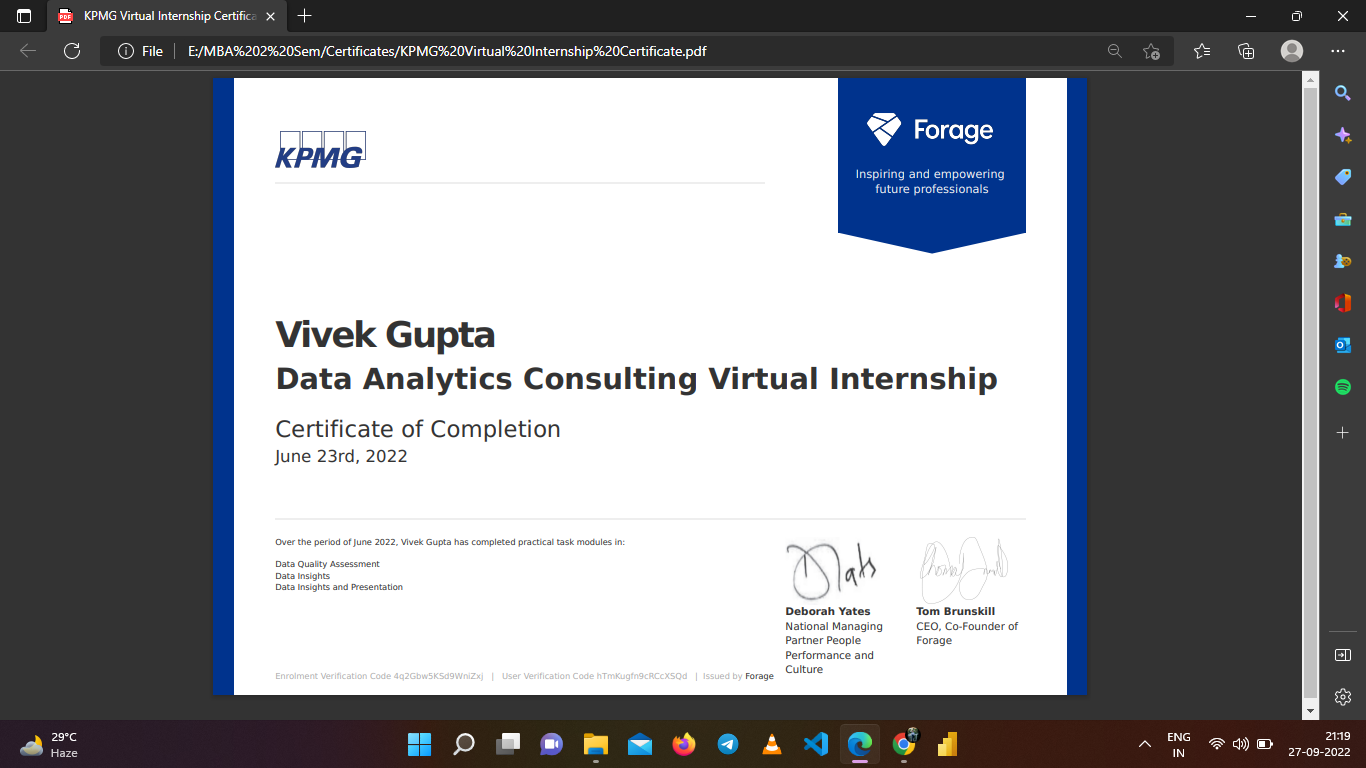 KPMG Virtual Internship Certifica
File
E:/MBA%202%20Sem/Certificates/KPMG%20Virtual%20Internship%20Certificate.pdf
KPMG
Forage
Inspiring and empowering
future professionals
Vivek Gupta
Data Analytics Consulting Virtual Internship
Certificate of Completion
June 23rd, 2022
Over the period of June 2022, Vivek Gupta has completed practical task modules in:
Data Quality Assessment
Data Insights
Data Insights and Presentation
Deborah Yates
National Managing
Partner People
Performance and
Culture
Tom Brunskill
CEO, Co-Founder of
Forage
Enrolment Verification Code 4q2Gbw5KSd9WniZxj | User Verification Code hTmKugfn9cRCcXSQd | Issued by Forage
29°C
Haze
ENG
IN
21:19
27-09-2022